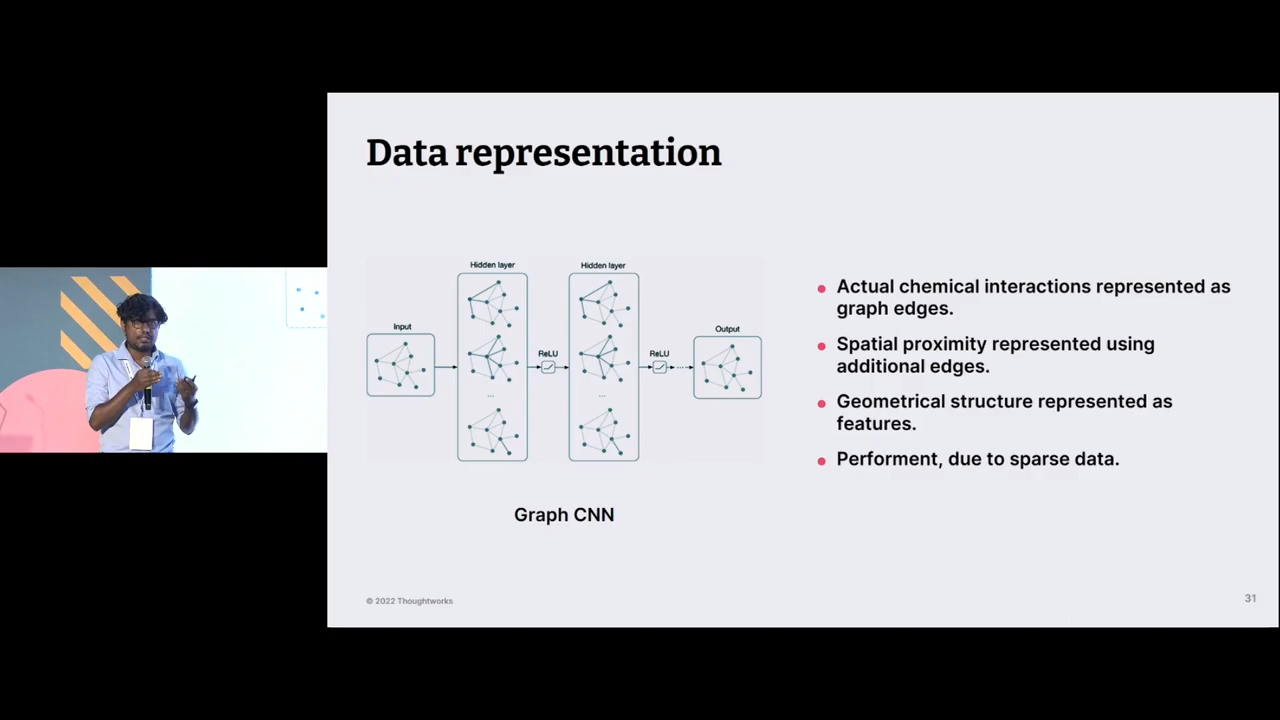 Data representation
Hidden layer
Hidden layer
Input
Output
ReLU
ReLU
...
...
...
Graph CNN
Actual chemical interactions represented as
graph edges.
Spatial proximity represented using
additional edges.
Geometrical structure represented as
features.
Performent, due to sparse data.
© 2022 Thoughtworks
31